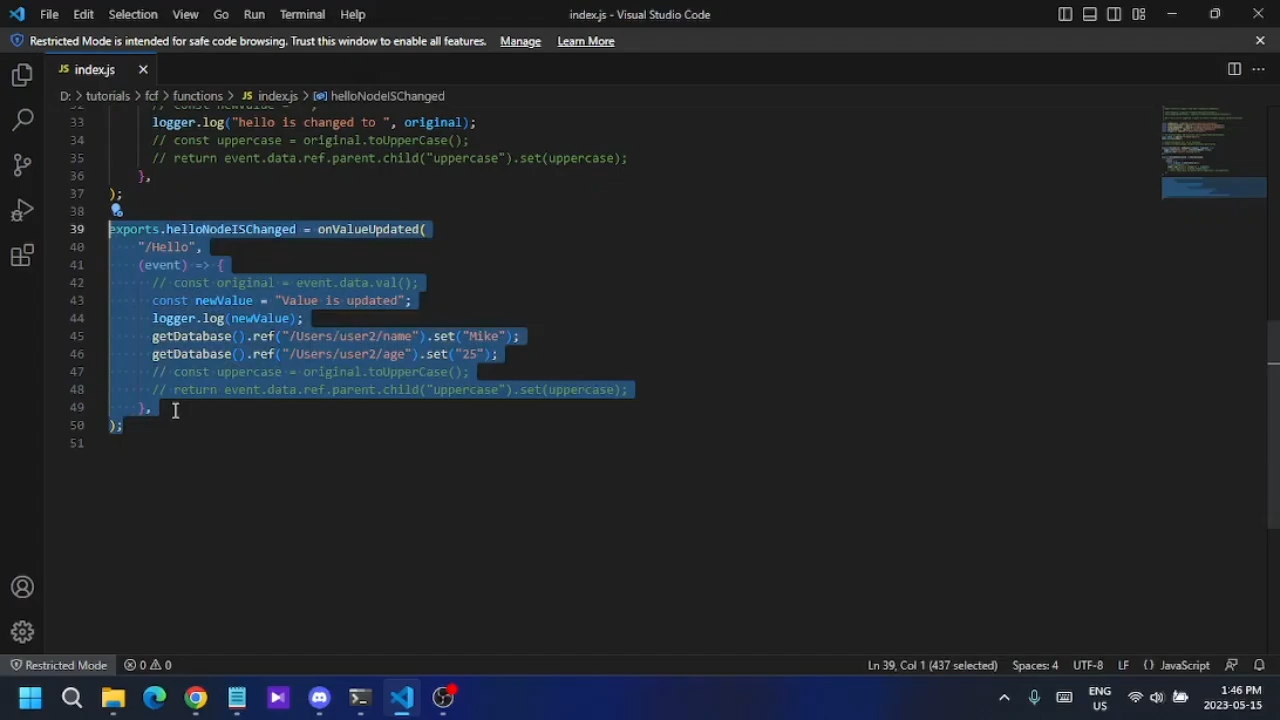 File Edit Selection View Go Run Terminal Help index.js - Visual Studio Code
Restricted Mode is intended for safe code browsing. Trust this window to enable all features. Manage Learn More
JS index.js
D: > tutorials > fcf > functions > JS index.js > helloNodeISChanged
33 logger.log("hello is changed to ", original);
34 // const uppercase = original.toUpperCase();
35 // return event.data.ref.parent.child("uppercase").set(uppercase);
36 },
37 );
38
39 exports.helloNodeISChanged = onValueUpdated(
40 "/Hello",
41 (event) => {
42 // const original = event.data.val();
43 const newValue = "Value is updated";
44 logger.log(newValue);
45 getDatabase().ref("/Users/user2/name").set("Mike");
46 getDatabase().ref("/Users/user2/age").set("25");
47 // const uppercase = original.toUpperCase();
48 // return event.data.ref.parent.child("uppercase").set(uppercase);
49 },
50 );
51
Restricted Mode 0 0 Ln 39, Col 1 (437 selected) Spaces: 4 UTF-8 LF {} JavaScript
ENG US 1:46 PM 2023-05-15